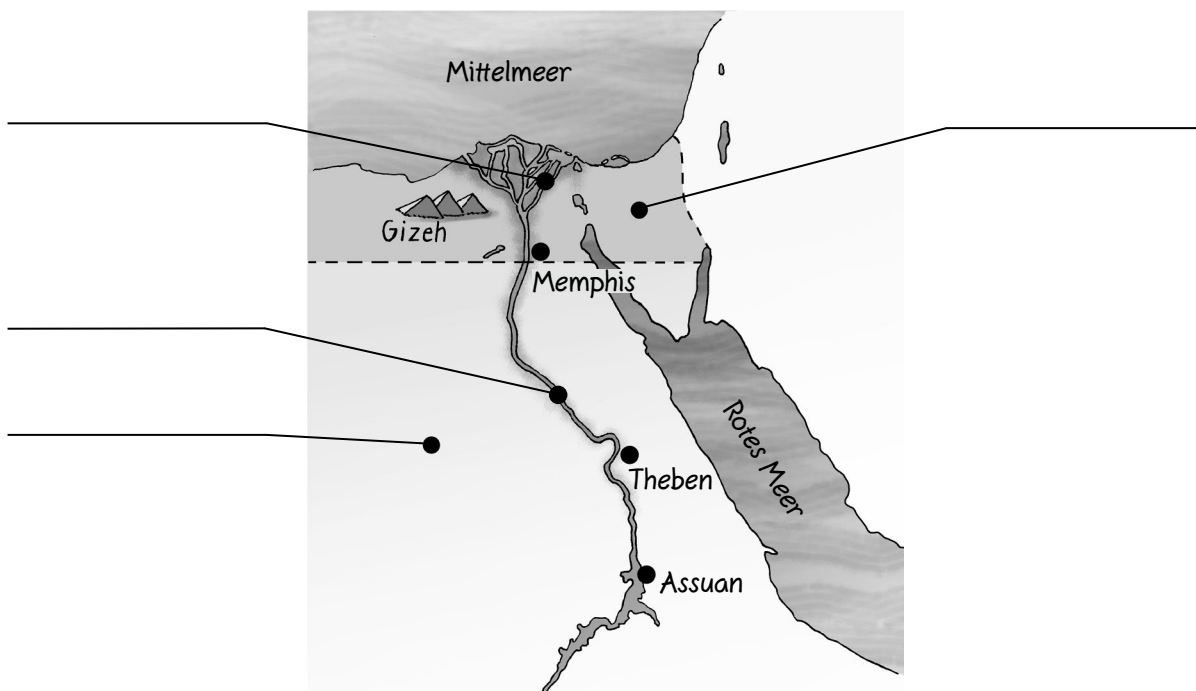 Mittelmeer
Gizeh
Memphis
Rotes Meer
Theben
Assuan